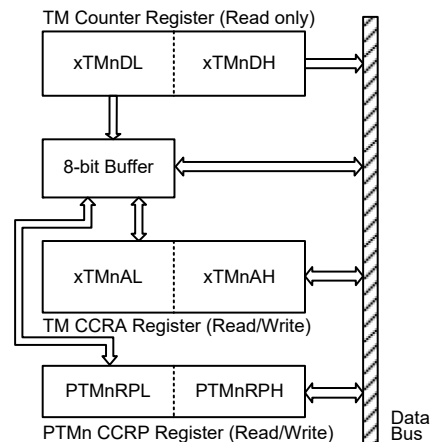 TM Counter Register (Read only)
xTMnDL xTMnDH
8-bit Buffer
xTMnAL xTMnAH
TM CCRA Register (Read/Write)
PTMnRPL PTMnRPH
PTMn CCRP Register (Read/Write)
Data
Bus